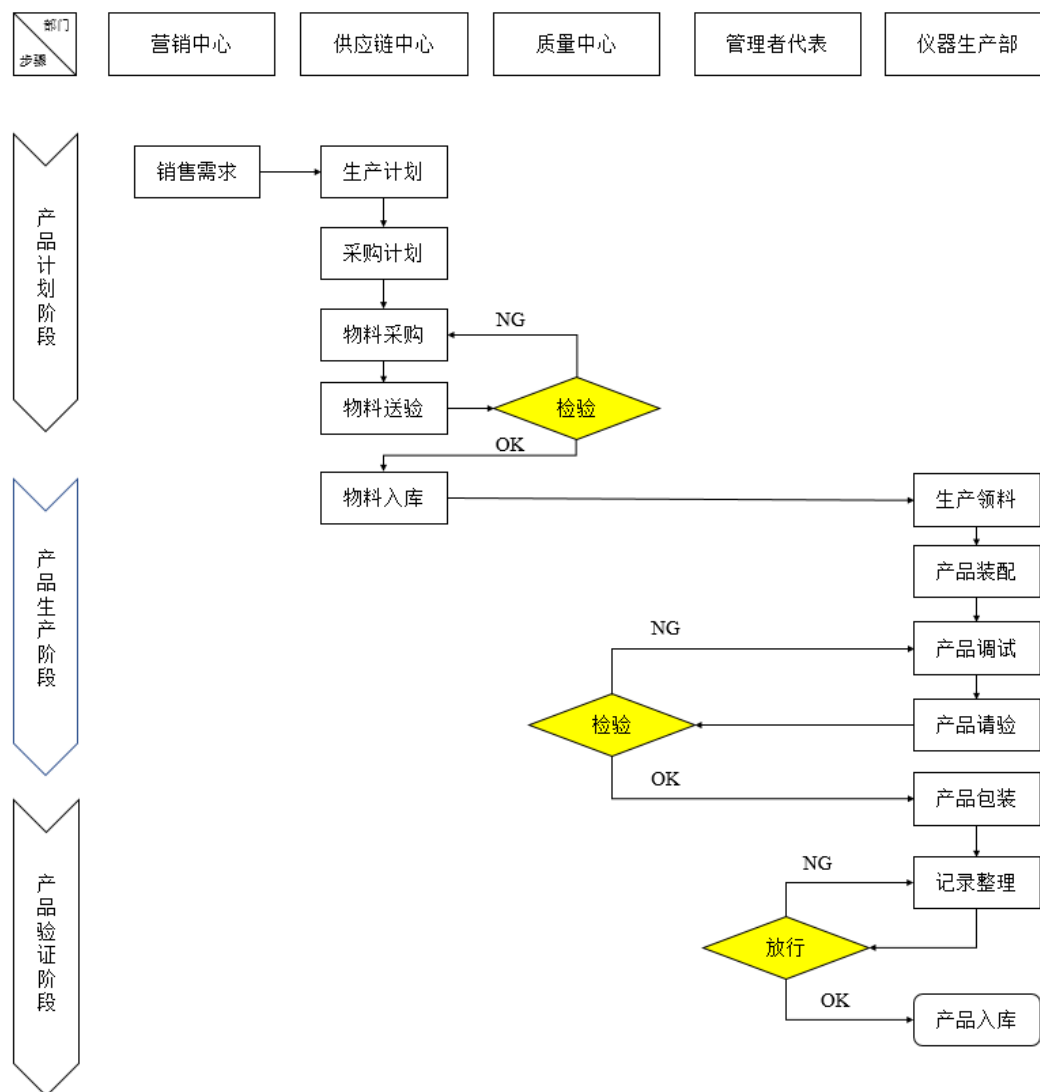 部门
步骤
营销中心
供应链中心
质量中心
管理者代表
仪器生产部
产品计划阶段
销售需求
生产计划
采购计划
物料采购
NG
物料送验
检验
OK
物料入库
生产领料
产品生产阶段
产品装配
NG
产品调试
检验
产品请验
OK
产品包装
产品验证阶段
NG
记录整理
放行
OK
产品入库